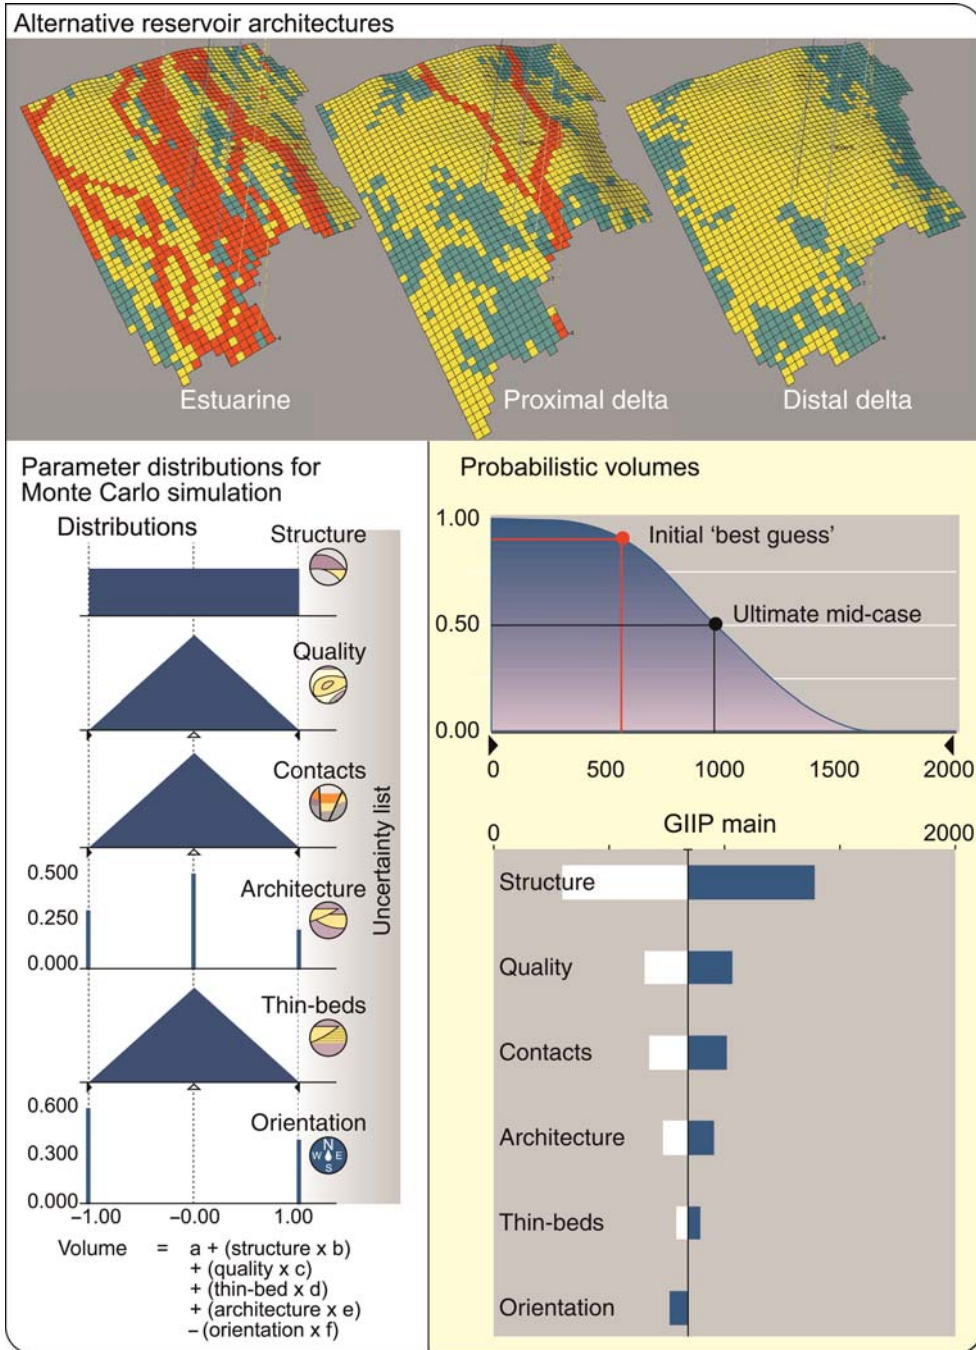 Alternative reservoir architectures
Estuarine
Proximal delta
Distal delta
Parameter distributions for
Monte Carlo simulation
Distributions
Structure
Quality
Contacts
0.500
Architecture
0.250
0.000
Thin-beds
0.600
Orientation
N
W E
S
0.300
0.000
−1.00 −0.00 1.00
Uncertainty list
Volume = a + (structure x b)
+ (quality x c)
+ (thin-bed x d)
+ (architecture x e)
− (orientation x f)
Probabilistic volumes
1.00
Initial ‘best guess’
Ultimate mid-case
0.50
0.00
0 500 1000 1500 2000
GIIP main
0 2000
Structure
Quality
Contacts
Architecture
Thin-beds
Orientation